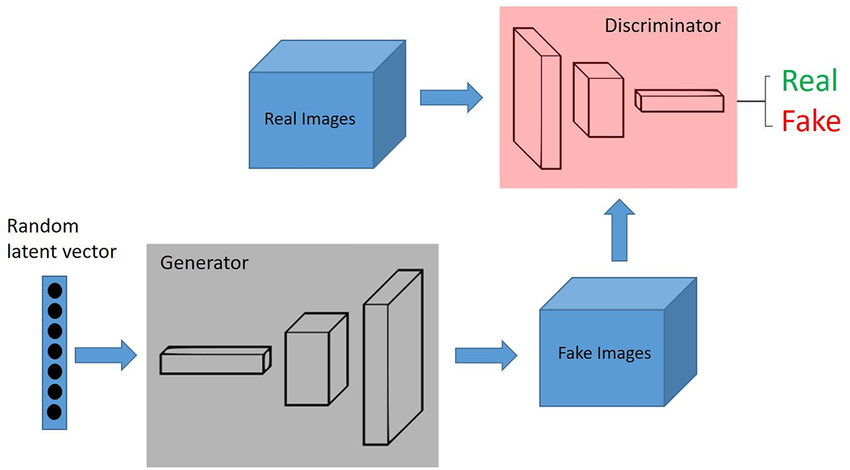 Discriminator
Real Images
Real
Fake
Random
latent vector
Generator
Fake Images